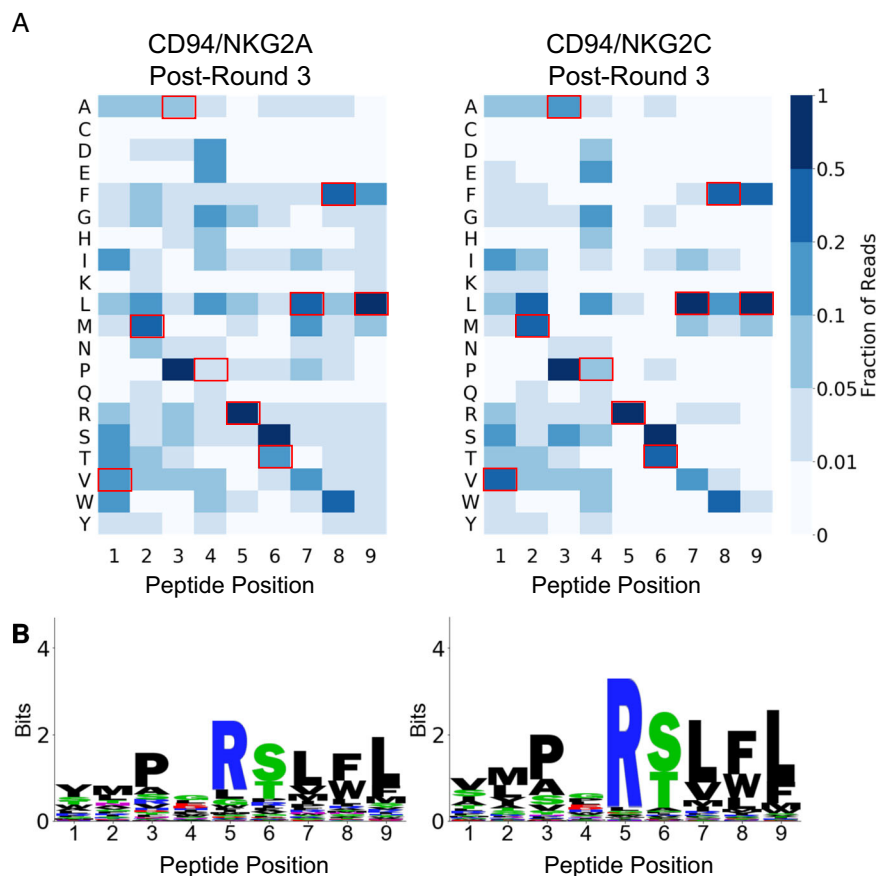 A
CD94/NKG2A
Post-Round 3
CD94/NKG2C
Post-Round 3
A
C
D
E
F
G
H
I
K
L
M
N
P
Q
R
S
T
V
W
Y
1 2 3 4 5 6 7 8 9
Peptide Position
A
C
D
E
F
G
H
I
K
L
M
N
P
Q
R
S
T
V
W
Y
1 2 3 4 5 6 7 8 9
Peptide Position
1
0.5
0.2
0.1
0.05
0.01
0
Fraction of Reads
B
4
2
0
Bits
V M P G R S L F L
A L T V W F
1 2 3 4 5 6 7 8 9
Peptide Position
4
2
0
Bits
V M P G R S L F L
S L A E T V W F
1 2 3 4 5 6 7 8 9
Peptide Position